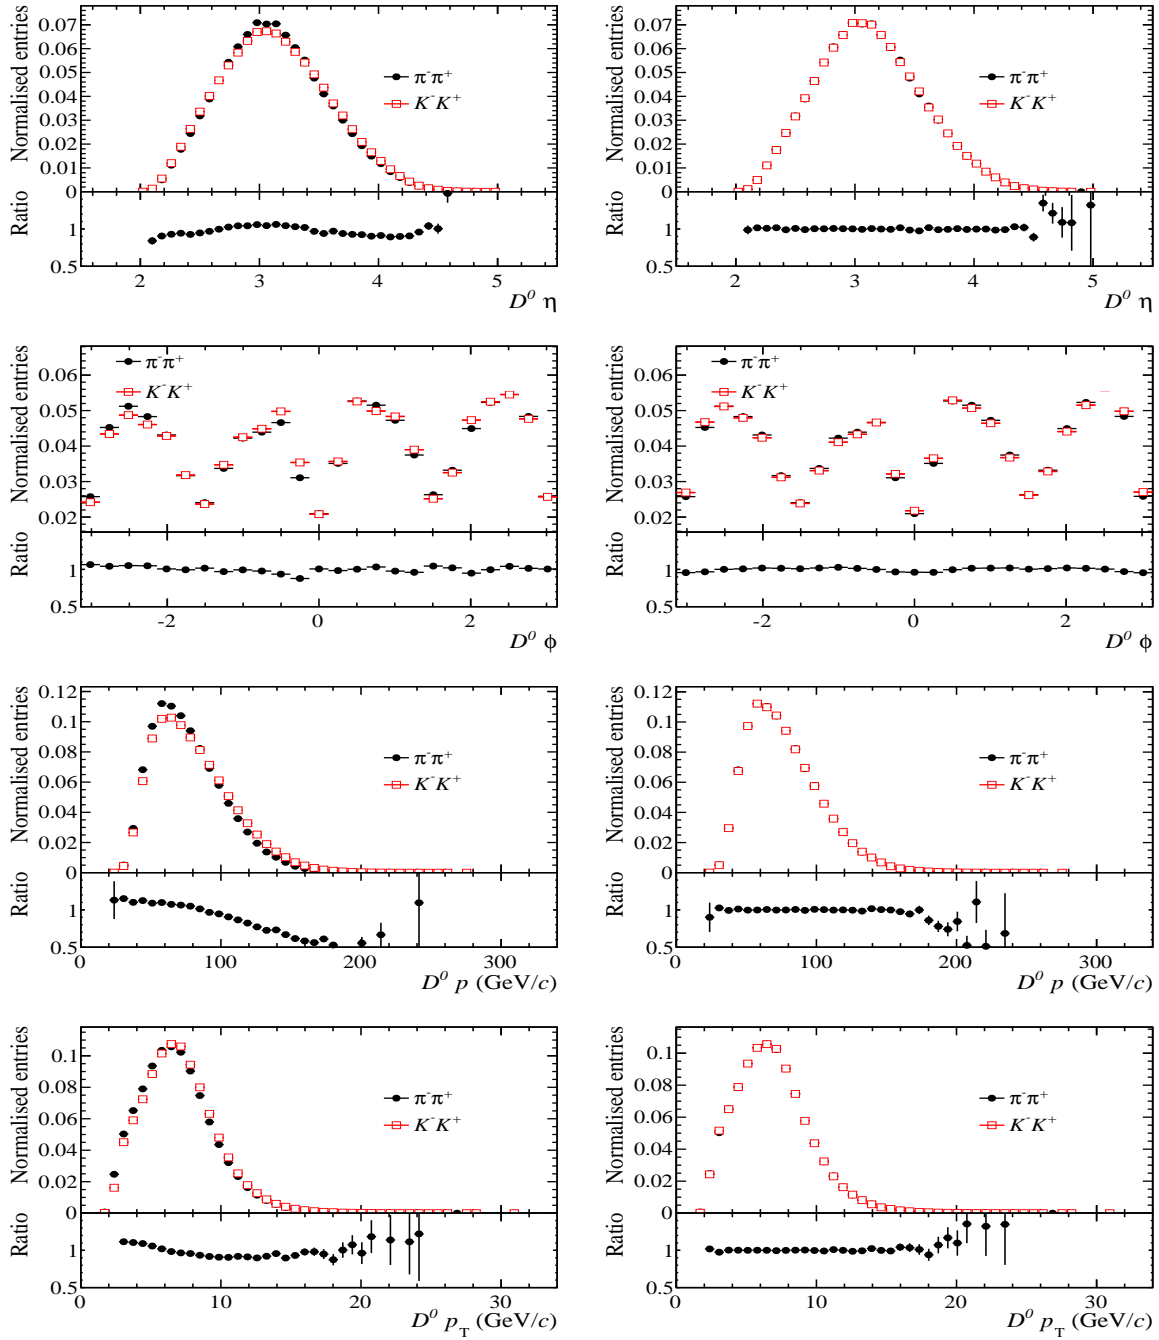 Normalised entries
0.07
0.06
0.05
0.04
0.03
0.02
0.01
0
π⁻π⁺
K⁻K⁺
Ratio
1
0.5
2 3 4 5
D⁰ η
Normalised entries
0.07
0.06
0.05
0.04
0.03
0.02
0.01
0
π⁻π⁺
K⁻K⁺
Ratio
1
0.5
2 3 4 5
D⁰ η
Normalised entries
0.06
0.05
0.04
0.03
0.02
π⁻π⁺
K⁻K⁺
Ratio
1
0.5
-2 0 2
D⁰ ϕ
Normalised entries
0.06
0.05
0.04
0.03
0.02
π⁻π⁺
K⁻K⁺
Ratio
1
0.5
-2 0 2
D⁰ ϕ
Normalised entries
0.12
0.1
0.08
0.06
0.04
0.02
0
π⁻π⁺
K⁻K⁺
Ratio
1
0.5
0 100 200 300
D⁰ p (GeV/c)
Normalised entries
0.12
0.1
0.08
0.06
0.04
0.02
0
π⁻π⁺
K⁻K⁺
Ratio
1
0.5
0 100 200 300
D⁰ p (GeV/c)
Normalised entries
0.1
0.08
0.06
0.04
0.02
0
π⁻π⁺
K⁻K⁺
Ratio
1
0.5
0 10 20 30
D⁰ p_T (GeV/c)
Normalised entries
0.1
0.08
0.06
0.04
0.02
0
π⁻π⁺
K⁻K⁺
Ratio
1
0.5
0 10 20 30
D⁰ p_T (GeV/c)